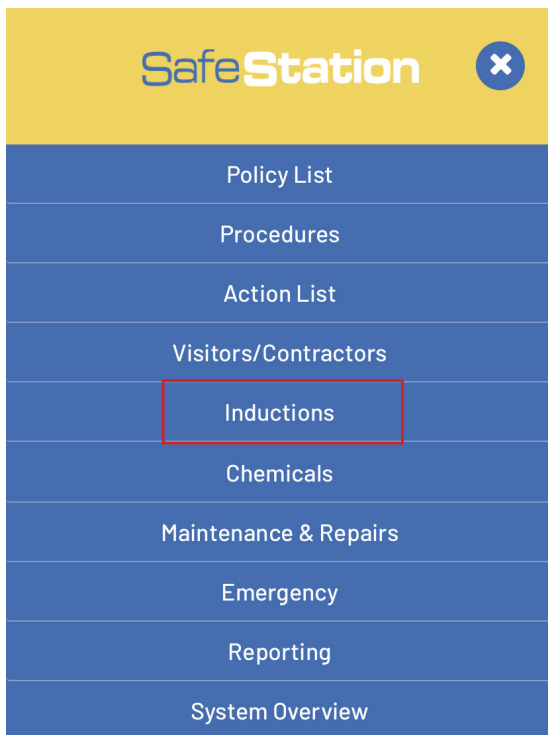 SafeStation
Policy List
Procedures
Action List
Visitors/Contractors
Inductions
Chemicals
Maintenance & Repairs
Emergency
Reporting
System Overview